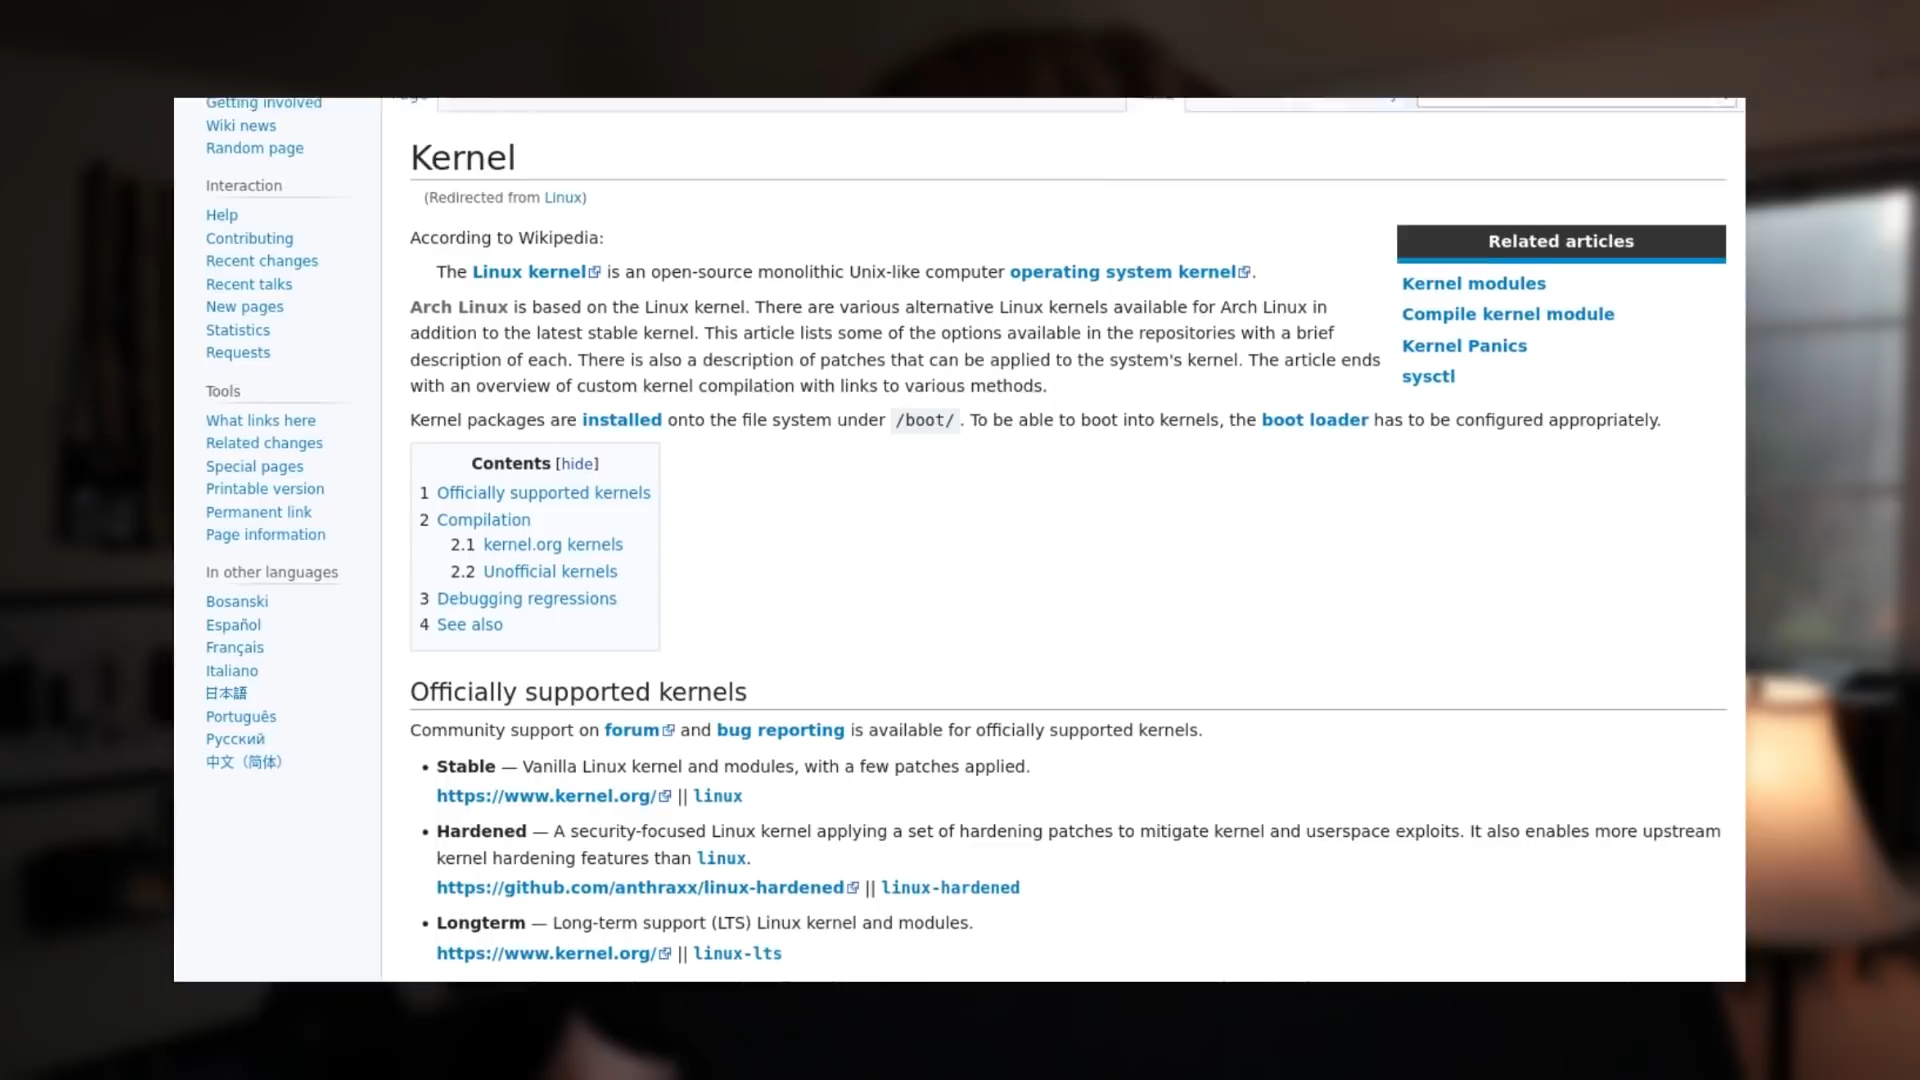 Getting involved
Wiki news
Random page
Interaction
Help
Contributing
Recent changes
Recent talks
New pages
Statistics
Requests
Tools
What links here
Related changes
Special pages
Printable version
Permanent link
Page information
In other languages
Bosanski
Español
Français
Italiano
日本語
Português
Русский
中文（简体）
Kernel
(Redirected from Linux)
According to Wikipedia:
The Linux kernel is an open-source monolithic Unix-like computer operating system kernel.
Arch Linux is based on the Linux kernel. There are various alternative Linux kernels available for Arch Linux in
addition to the latest stable kernel. This article lists some of the options available in the repositories with a brief
description of each. There is also a description of patches that can be applied to the system's kernel. The article ends
with an overview of custom kernel compilation with links to various methods.
Related articles
Kernel modules
Compile kernel module
Kernel Panics
sysctl
Kernel packages are installed onto the file system under /boot/. To be able to boot into kernels, the boot loader has to be configured appropriately.
Contents [hide]
1 Officially supported kernels
2 Compilation
2.1 kernel.org kernels
2.2 Unofficial kernels
3 Debugging regressions
4 See also
Officially supported kernels
Community support on forum and bug reporting is available for officially supported kernels.
• Stable — Vanilla Linux kernel and modules, with a few patches applied.
https://www.kernel.org/ || linux
• Hardened — A security-focused Linux kernel applying a set of hardening patches to mitigate kernel and userspace exploits. It also enables more upstream
kernel hardening features than linux.
https://github.com/anthraxx/linux-hardened || linux-hardened
• Longterm — Long-term support (LTS) Linux kernel and modules.
https://www.kernel.org/ || linux-lts